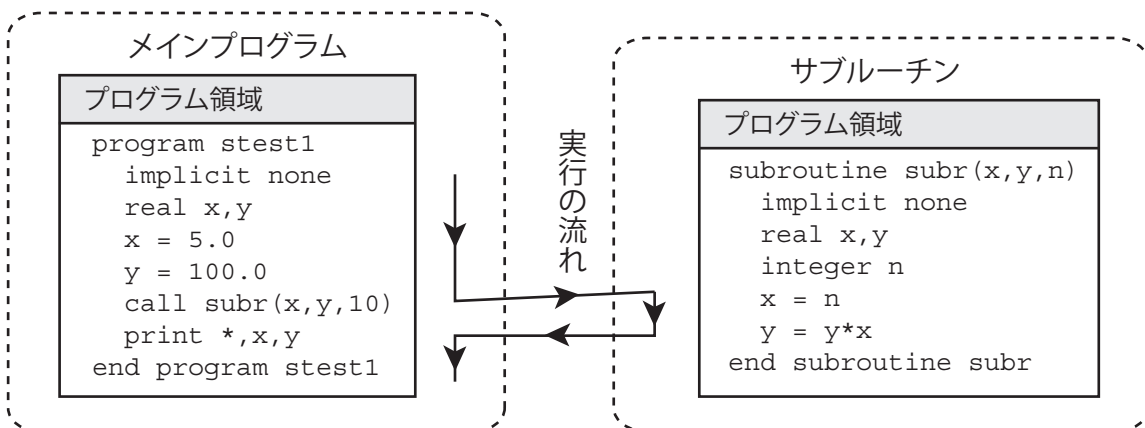 メインプログラム
プログラム領域
program stest1
implicit none
real x,y
x = 5.0
y = 100.0
call subr(x,y,10)
print *,x,y
end program stest1
実行の流れ
サブルーチン
プログラム領域
subroutine subr(x,y,n)
implicit none
real x,y
integer n
x = n
y = y*x
end subroutine subr